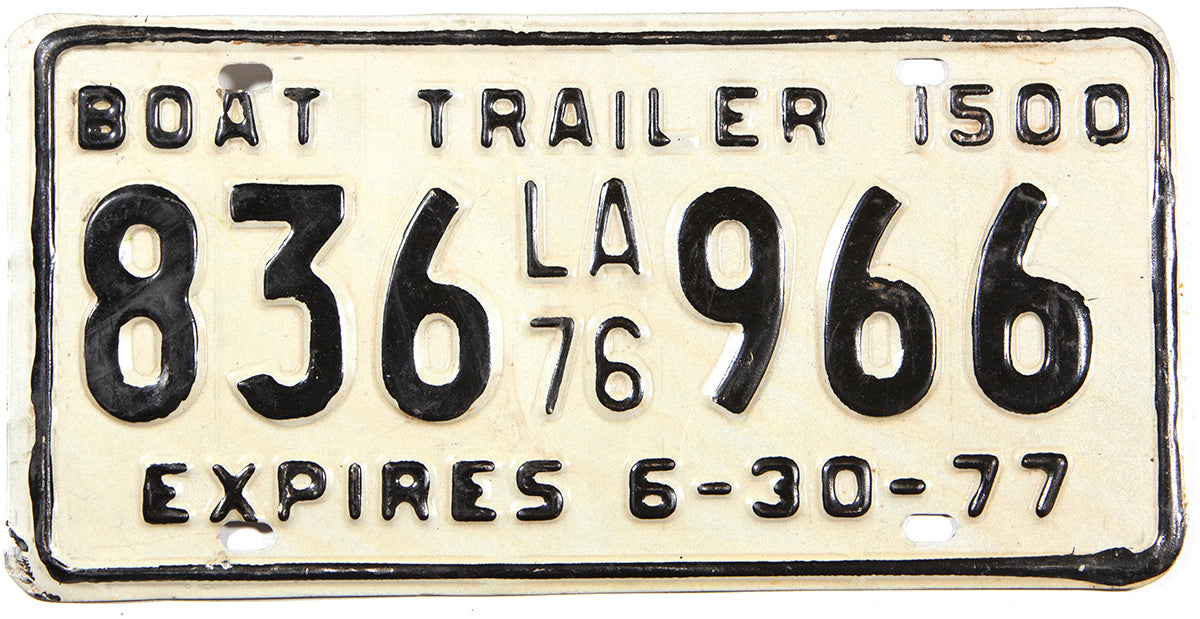 BOAT TRAILER 1500
836 LA 76 966
EXPIRES 6-30-77